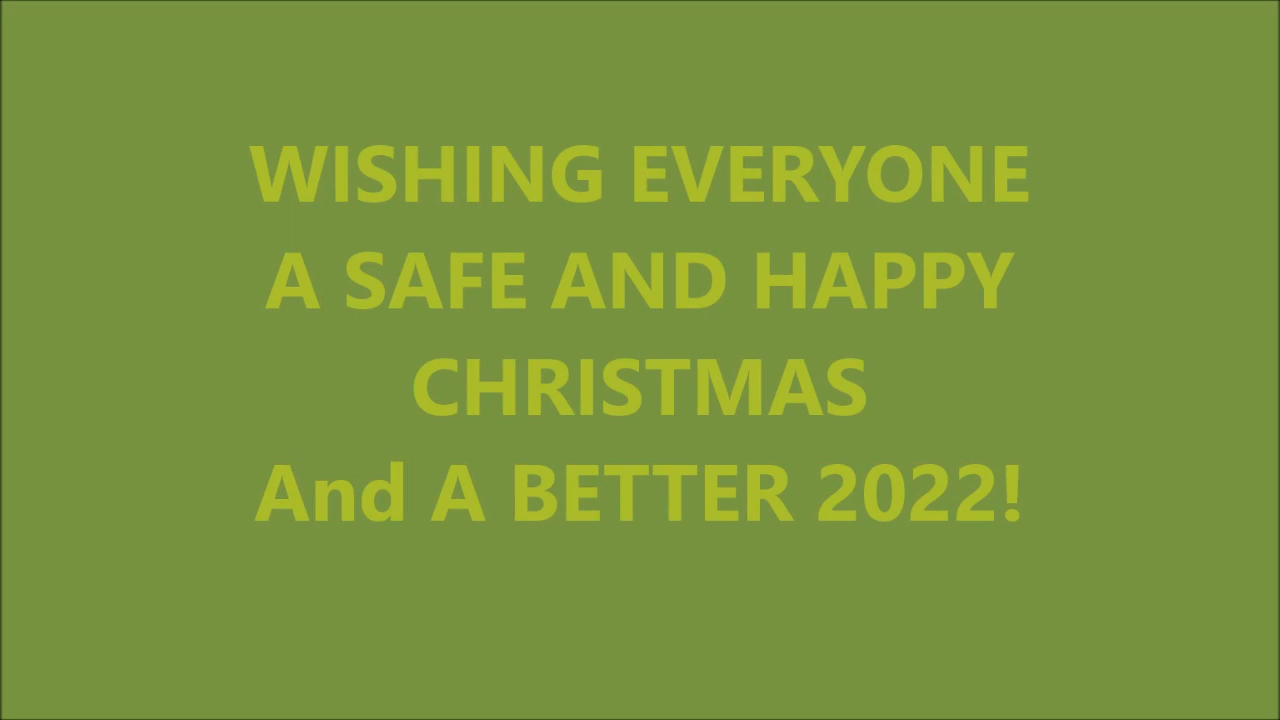 WISHING EVERYONE
A SAFE AND HAPPY
CHRISTMAS
And A BETTER 2022!